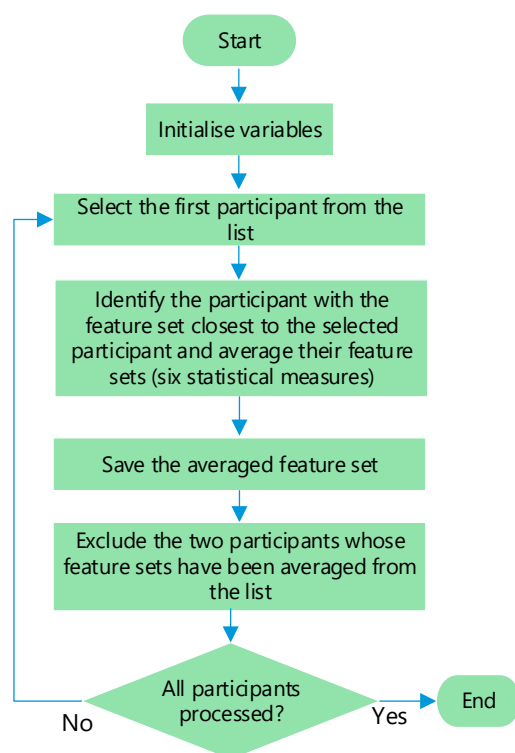 Start
Initialise variables
Select the first participant from the
list
Identify the participant with the
feature set closest to the selected
participant and average their feature
sets (six statistical measures)
Save the averaged feature set
Exclude the two participants whose
feature sets have been averaged from
the list
All participants
processed?
No
Yes
End